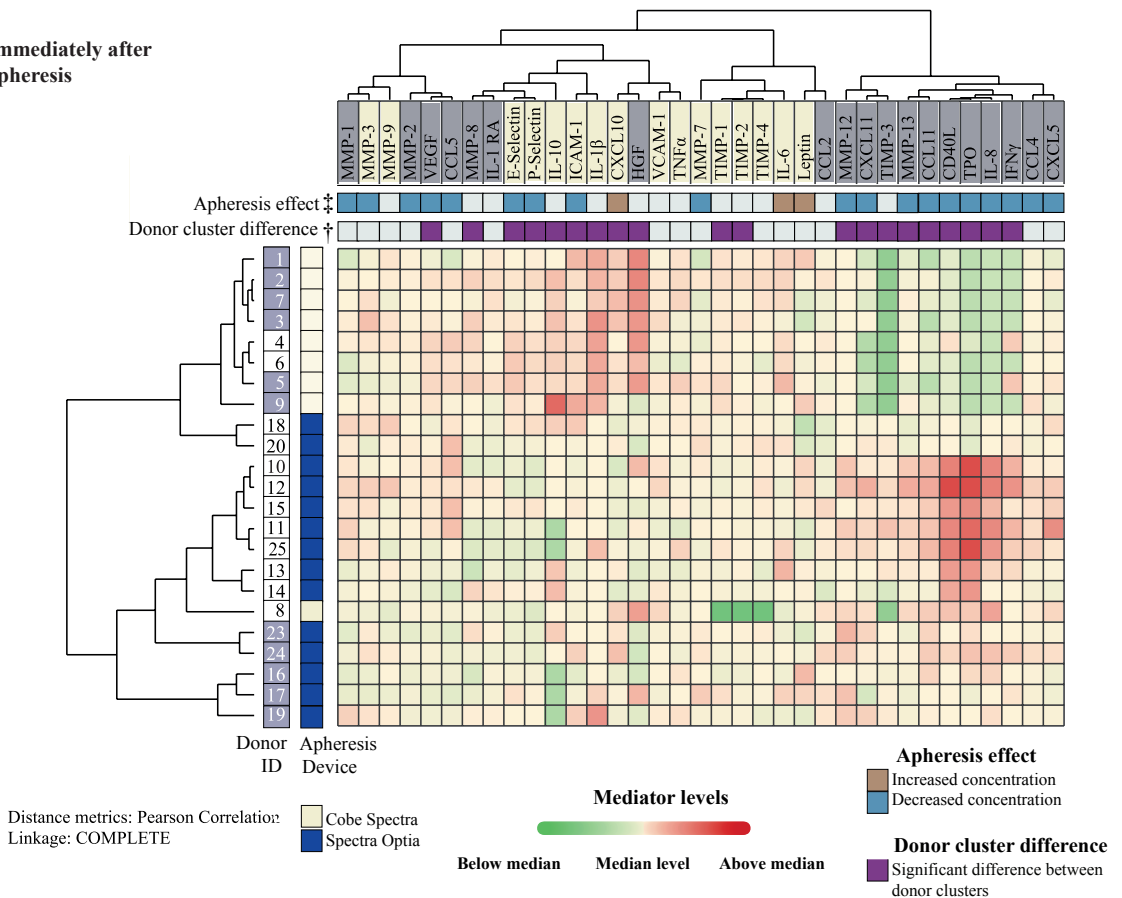 mmediately after
pheresis
MMP-1
MMP-3
MMP-9
MMP-2
VEGF
CCL5
MMP-8
IL-1 RA
E-Selectin
P-Selectin
IL-10
ICAM-1
IL-1β
CXCL10
HGF
VCAM-1
TNFα
MMP-7
TIMP-1
TIMP-2
TIMP-4
IL-6
Leptin
CCL2
MMP-12
CXCL11
TIMP-3
MMP-13
CCL11
CD40L
TPO
IL-8
IFNγ
CCL4
CXCL5
Apheresis effect ‡
Donor cluster difference †
1
2
7
3
4
6
5
9
18
20
10
12
15
11
25
13
14
8
23
24
16
17
19
Donor ID
Apheresis Device
Distance metrics: Pearson Correlation
Linkage: COMPLETE
Cobe Spectra
Spectra Optia
Mediator levels
Below median Median level Above median
Apheresis effect
Increased concentration
Decreased concentration
Donor cluster difference
Significant difference between
donor clusters